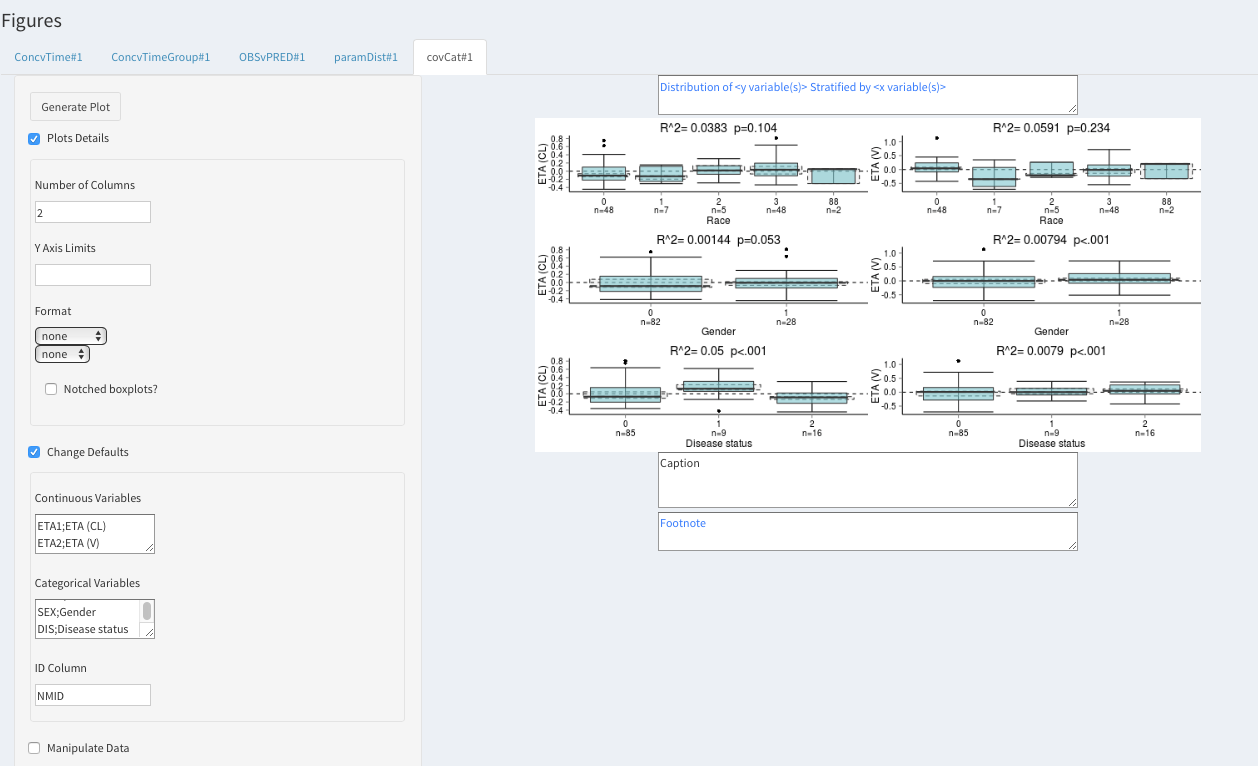 Figures
ConcvTime#1 ConcvTimeGroup#1 OBSvPRED#1 paramDist#1 covCat#1
Generate Plot
Plots Details
Number of Columns
2
Y Axis Limits
Format
none
none
Notched boxplots?
Change Defaults
Continuous Variables
ETA1;ETA (CL)
ETA2;ETA (V)
Categorical Variables
SEX;Gender
DIS;Disease status
ID Column
NMID
Manipulate Data
Distribution of <y variable(s)> Stratified by <x variable(s)>
R^2= 0.0383 p=0.104
ETA (CL)
0.8
0.6
0.4
0.2
0.0
-0.2
-0.4
0 1 2 3 88
n=48 n=7 n=5 n=48 n=2
Race
R^2= 0.0591 p=0.234
ETA (V)
1.0
0.5
0.0
-0.5
0 1 2 3 88
n=48 n=7 n=5 n=48 n=2
Race
R^2= 0.00144 p=0.053
ETA (CL)
0.8
0.6
0.4
0.2
0.0
-0.2
-0.4
0 1
n=82 n=28
Gender
R^2= 0.00794 p<.001
ETA (V)
1.0
0.5
0.0
-0.5
0 1
n=82 n=28
Gender
R^2= 0.05 p<.001
ETA (CL)
0.8
0.6
0.4
0.2
0.0
-0.2
-0.4
0 1 2
n=85 n=9 n=16
Disease status
R^2= 0.0079 p<.001
ETA (V)
1.0
0.5
0.0
-0.5
0 1 2
n=85 n=9 n=16
Disease status
Caption
Footnote